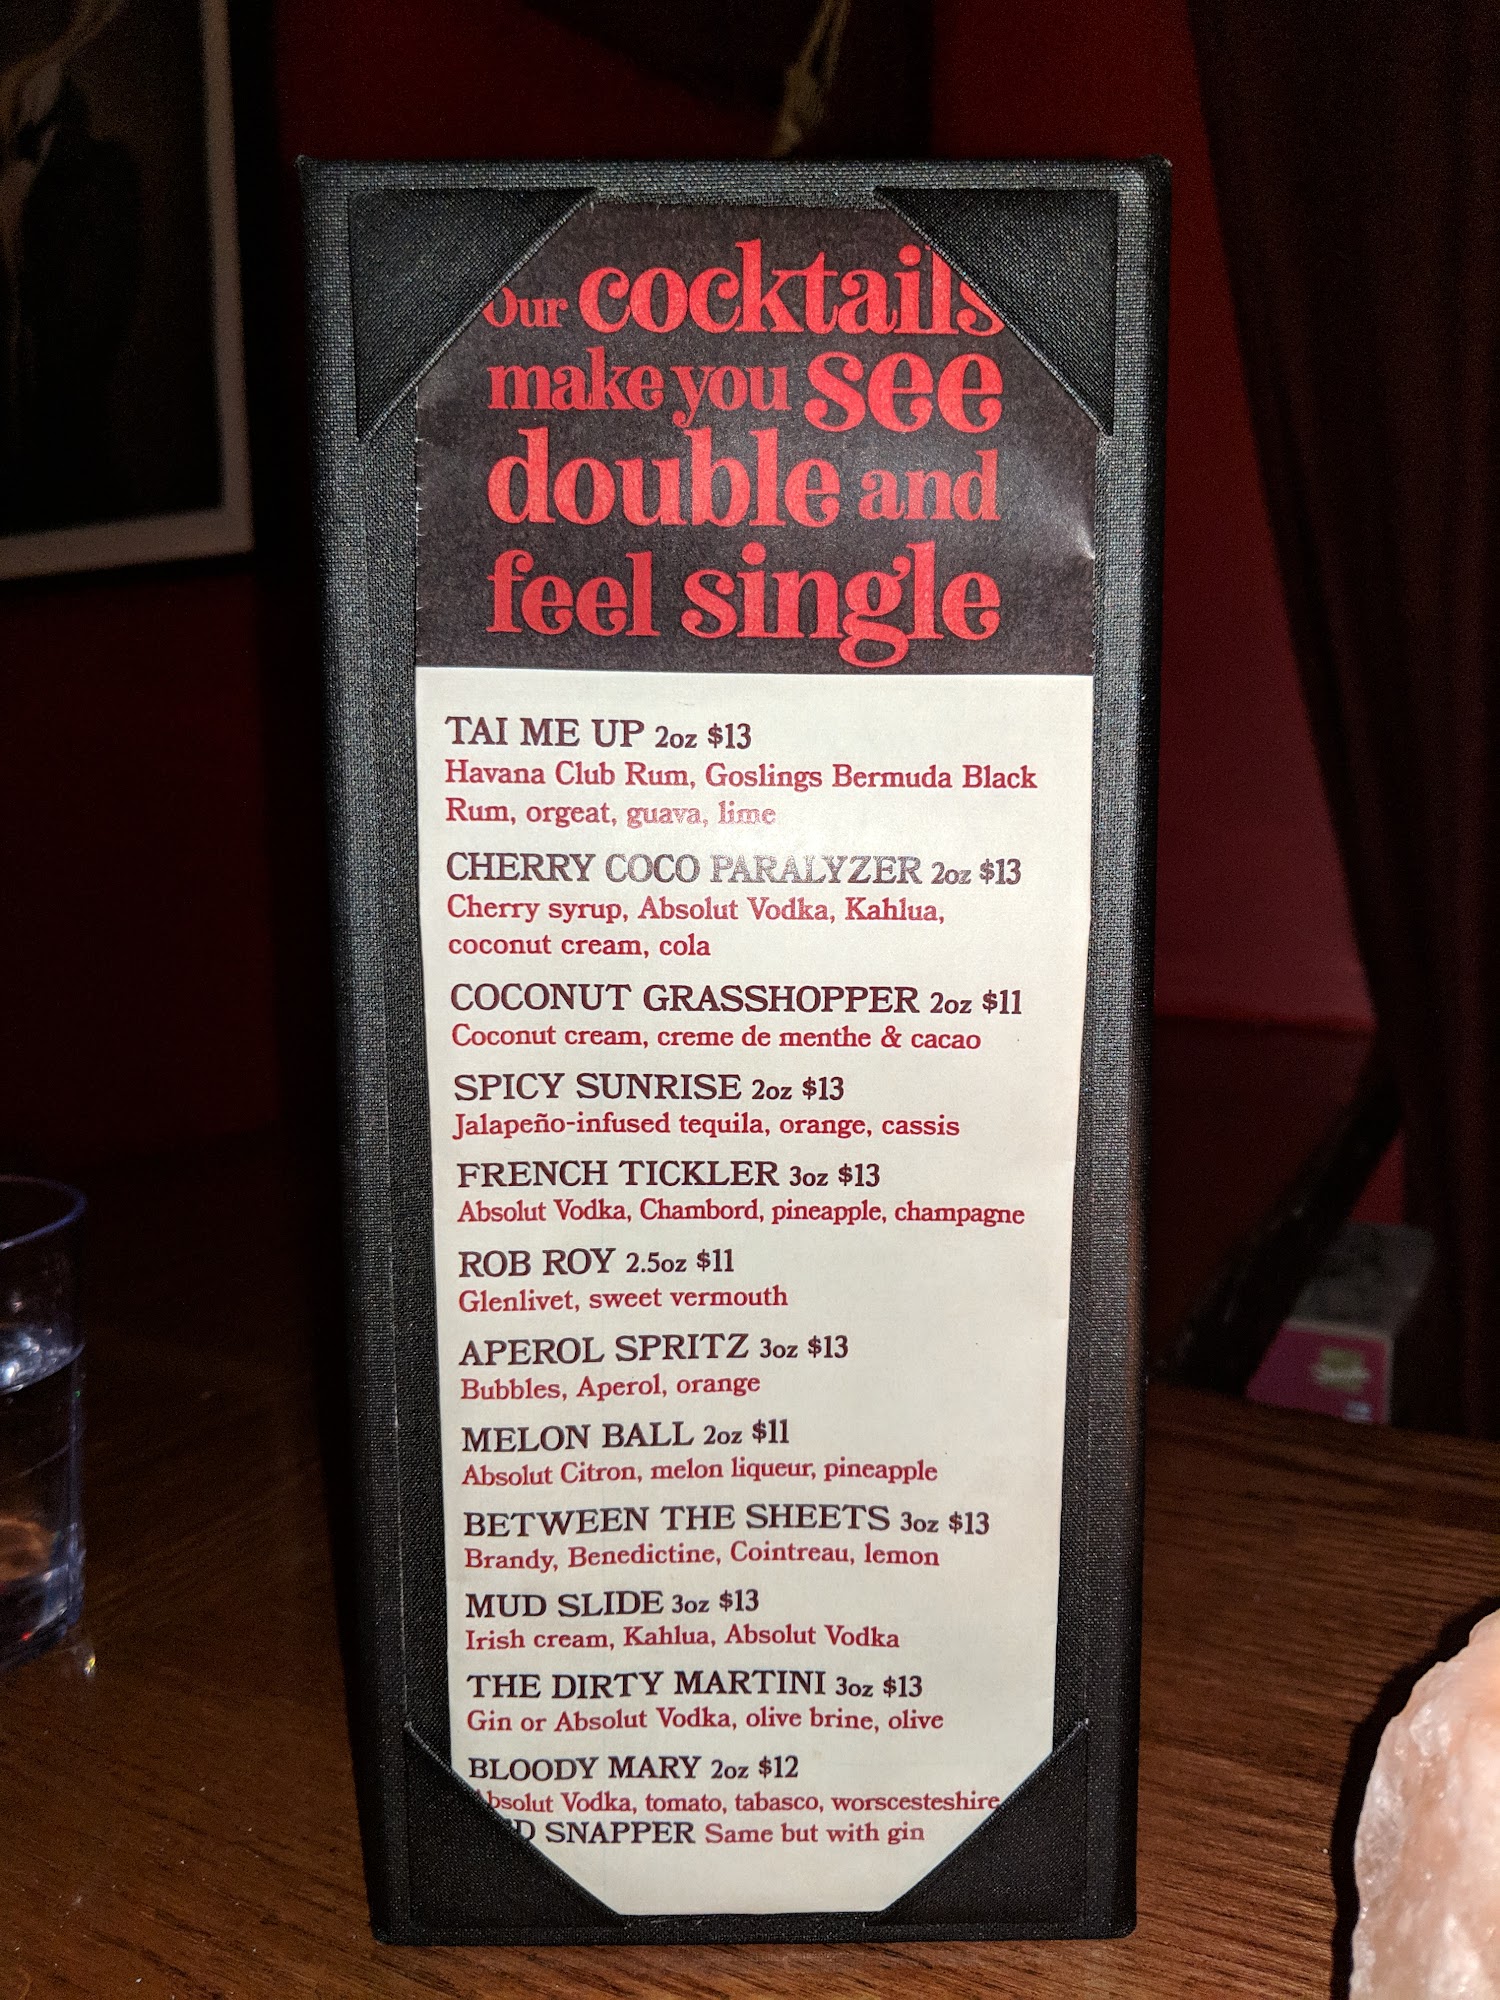 Our cocktails
make you see
double and
feel single
TAI ME UP 2oz $13
Havana Club Rum, Goslings Bermuda Black
Rum, orgeat, guava, lime
CHERRY COCO PARALYZER 2oz $13
Cherry syrup, Absolut Vodka, Kahlua,
coconut cream, cola
COCONUT GRASSHOPPER 2oz $11
Coconut cream, creme de menthe & cacao
SPICY SUNRISE 2oz $13
Jalapeño-infused tequila, orange, cassis
FRENCH TICKLER 3oz $13
Absolut Vodka, Chambord, pineapple, champagne
ROB ROY 2.5oz $11
Glenlivet, sweet vermouth
APEROL SPRITZ 3oz $13
Bubbles, Aperol, orange
MELON BALL 2oz $11
Absolut Citron, melon liqueur, pineapple
BETWEEN THE SHEETS 3oz $13
Brandy, Benedictine, Cointreau, lemon
MUD SLIDE 3oz $13
Irish cream, Kahlua, Absolut Vodka
THE DIRTY MARTINI 3oz $13
Gin or Absolut Vodka, olive brine, olive
BLOODY MARY 2oz $12
Absolut Vodka, tomato, tabasco, worscesteshire
SNAPPER Same but with gin